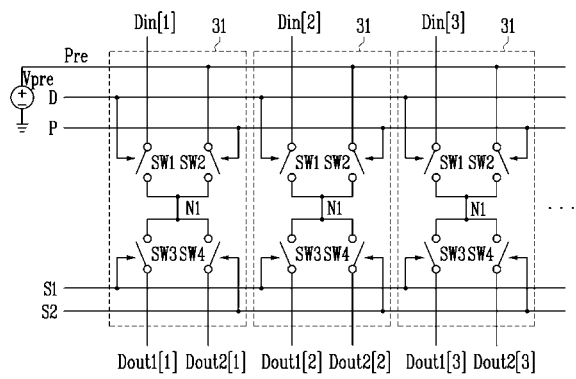 Din[1] 31 Din[2] 31 Din[3] 31
Pre
Vpre
D
P
SW1 SW2 SW1 SW2 SW1 SW2
N1 N1 N1
. . .
SW3 SW4 SW3 SW4 SW3 SW4
S1
S2
Dout1[1] Dout2[1] Dout1[2] Dout2[2] Dout1[3] Dout2[3]